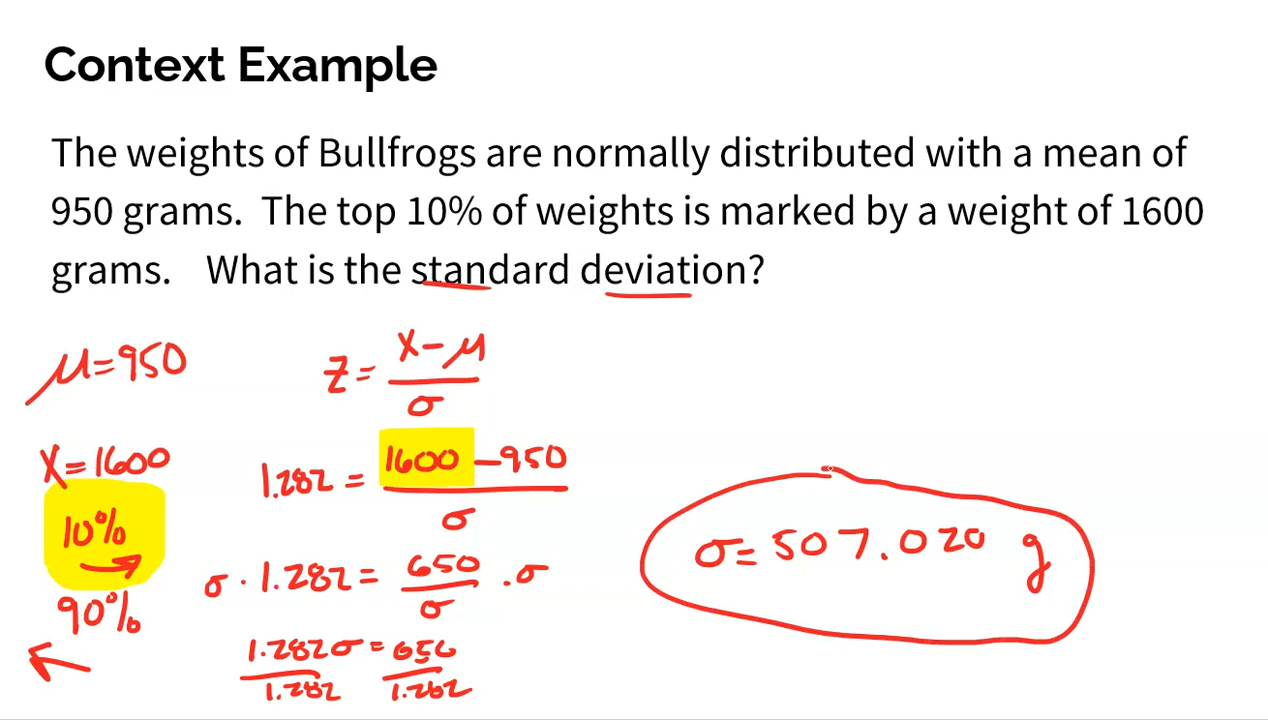 Context Example
The weights of Bullfrogs are normally distributed with a mean of
950 grams. The top 10% of weights is marked by a weight of 1600
grams. What is the standard deviation?
μ=950
z = x-μ / σ
x=1600
1.282 = 1600-950 / σ
10%
90%
σ · 1.282 = 650 / σ · σ
1.282σ = 650
1.282 1.282
σ=507.020 g